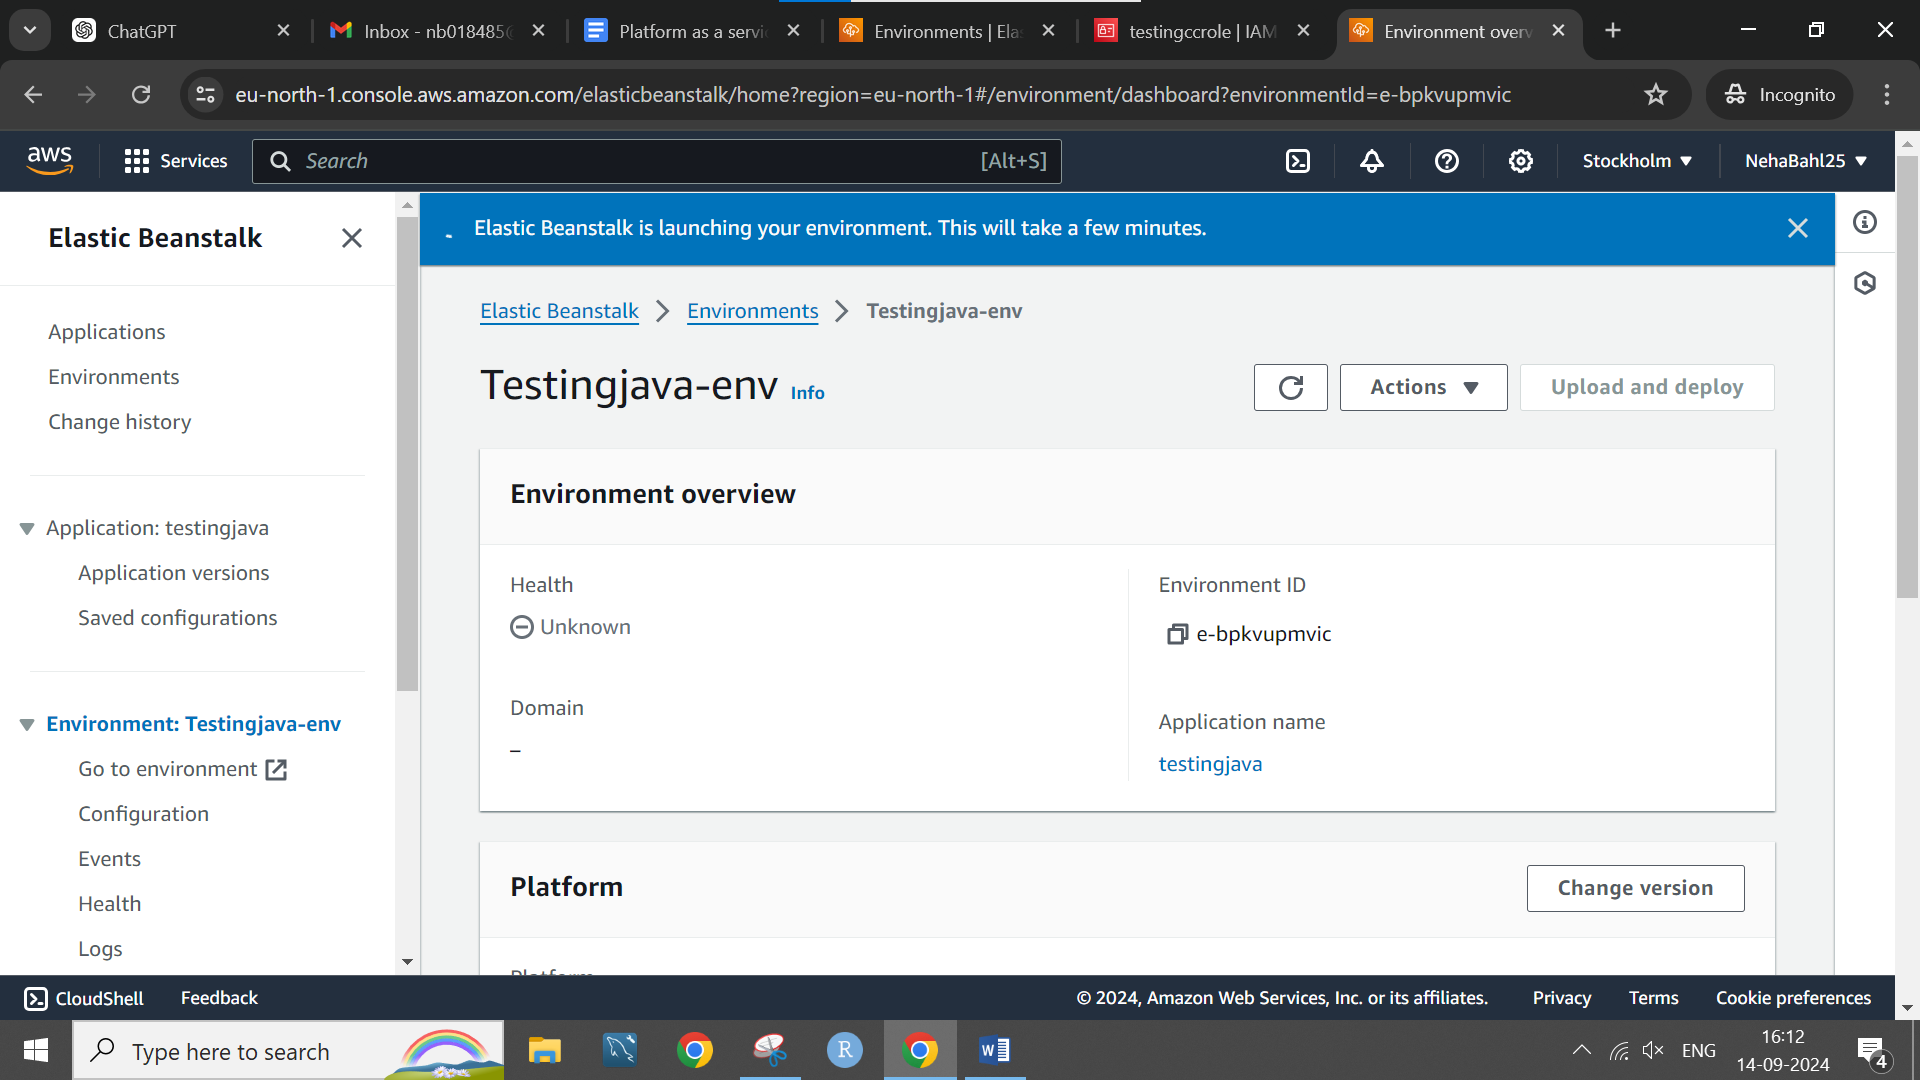 ChatGPT
Inbox - nb018485@
Platform as a servi
Environments | Ela
testingccrole | IAM
Environment overv
eu-north-1.console.aws.amazon.com/elasticbeanstalk/home?region=eu-north-1#/environment/dashboard?environmentId=e-bpkvupmvic
Incognito
aws
Services
Search
[Alt+S]
Stockholm
NehaBahl25
Elastic Beanstalk
Applications
Environments
Change history
Application: testingjava
Application versions
Saved configurations
Environment: Testingjava-env
Go to environment
Configuration
Events
Health
Logs
Elastic Beanstalk is launching your environment. This will take a few minutes.
Elastic Beanstalk > Environments > Testingjava-env
Testingjava-env Info
Actions
Upload and deploy
Environment overview
Health
Unknown
Domain
–
Environment ID
e-bpkvupmvic
Application name
testingjava
Platform
Change version
Platform
CloudShell
Feedback
© 2024, Amazon Web Services, Inc. or its affiliates.
Privacy
Terms
Cookie preferences
Type here to search
R
W
ENG
16:12
14-09-2024
4